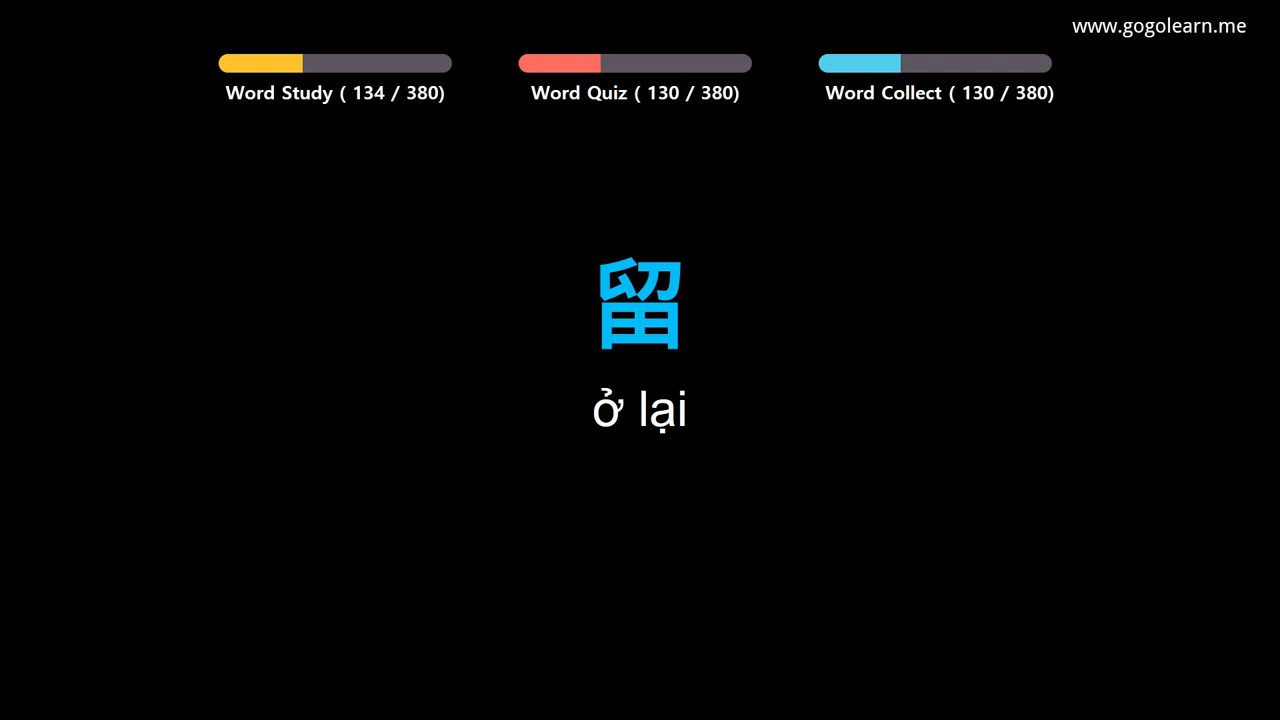 www.gogolearn.me
Word Study ( 134 / 380)
Word Quiz ( 130 / 380)
Word Collect ( 130 / 380)
留
ở lại